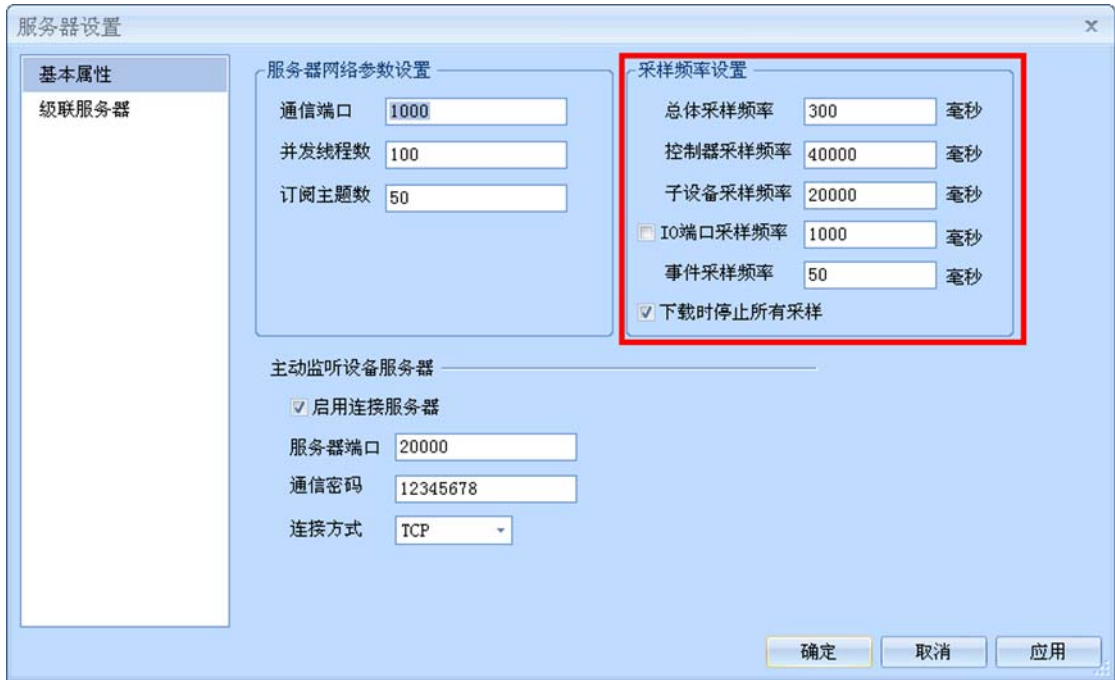 服务器设置
基本属性
级联服务器
服务器网络参数设置
通信端口 1000
并发线程数 100
订阅主题数 50
采样频率设置
总体采样频率 300 毫秒
控制器采样频率 40000 毫秒
子设备采样频率 20000 毫秒
IO端口采样频率 1000 毫秒
事件采样频率 50 毫秒
下载时停止所有采样
主动监听设备服务器
启用连接服务器
服务器端口 20000
通信密码 12345678
连接方式 TCP
确定 取消 应用